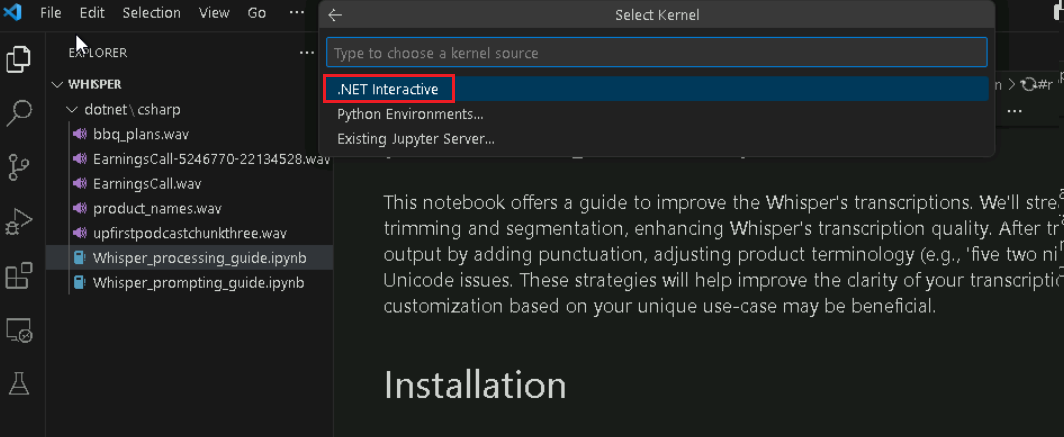 File Edit Selection View Go ···
Select Kernel
Type to choose a kernel source
.NET Interactive
Python Environments...
Existing Jupyter Server...
EXPLORER ···
WHISPER
dotnet\csharp
bbq_plans.wav
EarningsCall-5246770-22134528.wav
EarningsCall.wav
product_names.wav
upfirstpodcastchunkthree.wav
Whisper_processing_guide.ipynb
Whisper_prompting_guide.ipynb
n > #r
···
This notebook offers a guide to improve the Whisper's transcriptions. We'll stre
trimming and segmentation, enhancing Whisper's transcription quality. After tr
output by adding punctuation, adjusting product terminology (e.g., 'five two ni
Unicode issues. These strategies will help improve the clarity of your transcriptio
customization based on your unique use-case may be beneficial.
Installation